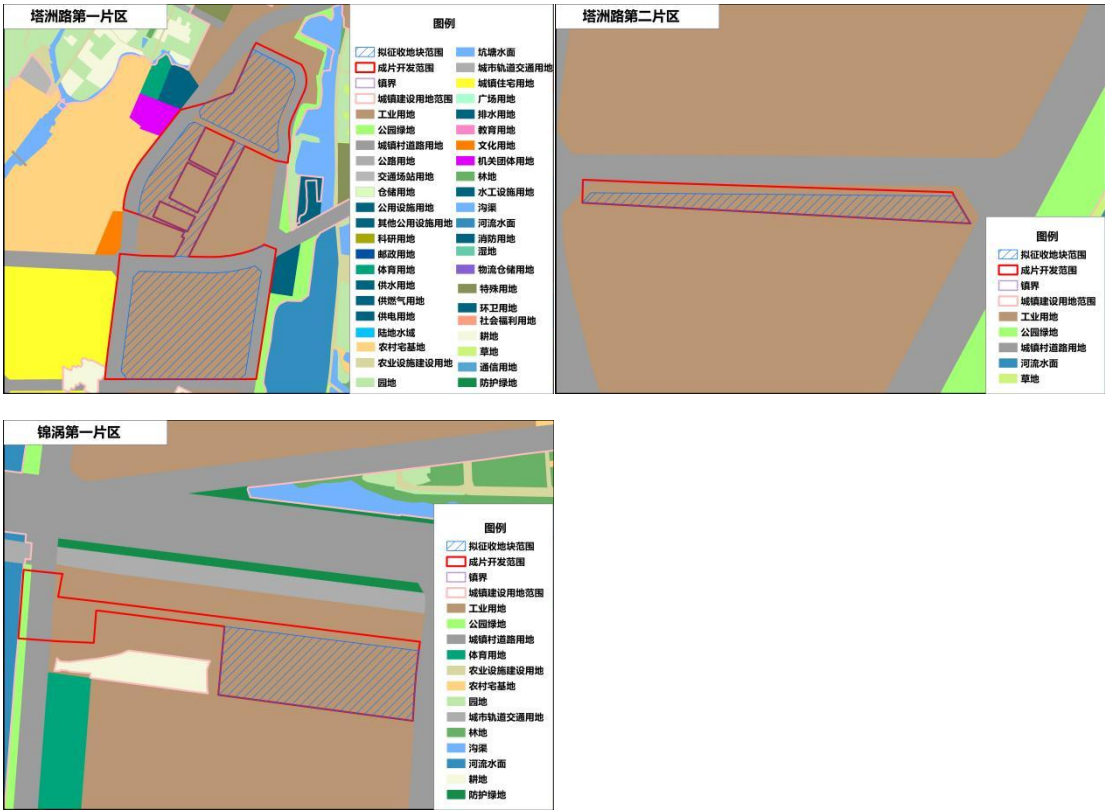 塔洲路第一片区
图例
拟征收地块范围
成片开发范围
镇界
城镇建设用地范围
工业用地
公园绿地
城镇村道路用地
公路用地
交通场站用地
仓储用地
公用设施用地
其他公用设施用地
科研用地
邮政用地
体育用地
供水用地
供燃气用地
供电用地
陆地水域
农村宅基地
农业设施建设用地
园地
坑塘水面
城市轨道交通用地
城镇住宅用地
广场用地
排水用地
教育用地
文化用地
机关团体用地
林地
水工设施用地
沟渠
河流水面
消防用地
湿地
物流仓储用地
特殊用地
环卫用地
社会福利用地
耕地
草地
通信用地
防护绿地
塔洲路第二片区
图例
拟征收地块范围
成片开发范围
镇界
城镇建设用地范围
工业用地
公园绿地
城镇村道路用地
河流水面
草地
锦涡第一片区
图例
拟征收地块范围
成片开发范围
镇界
城镇建设用地范围
工业用地
公园绿地
城镇村道路用地
体育用地
农业设施建设用地
农村宅基地
园地
城市轨道交通用地
林地
沟渠
河流水面
耕地
防护绿地